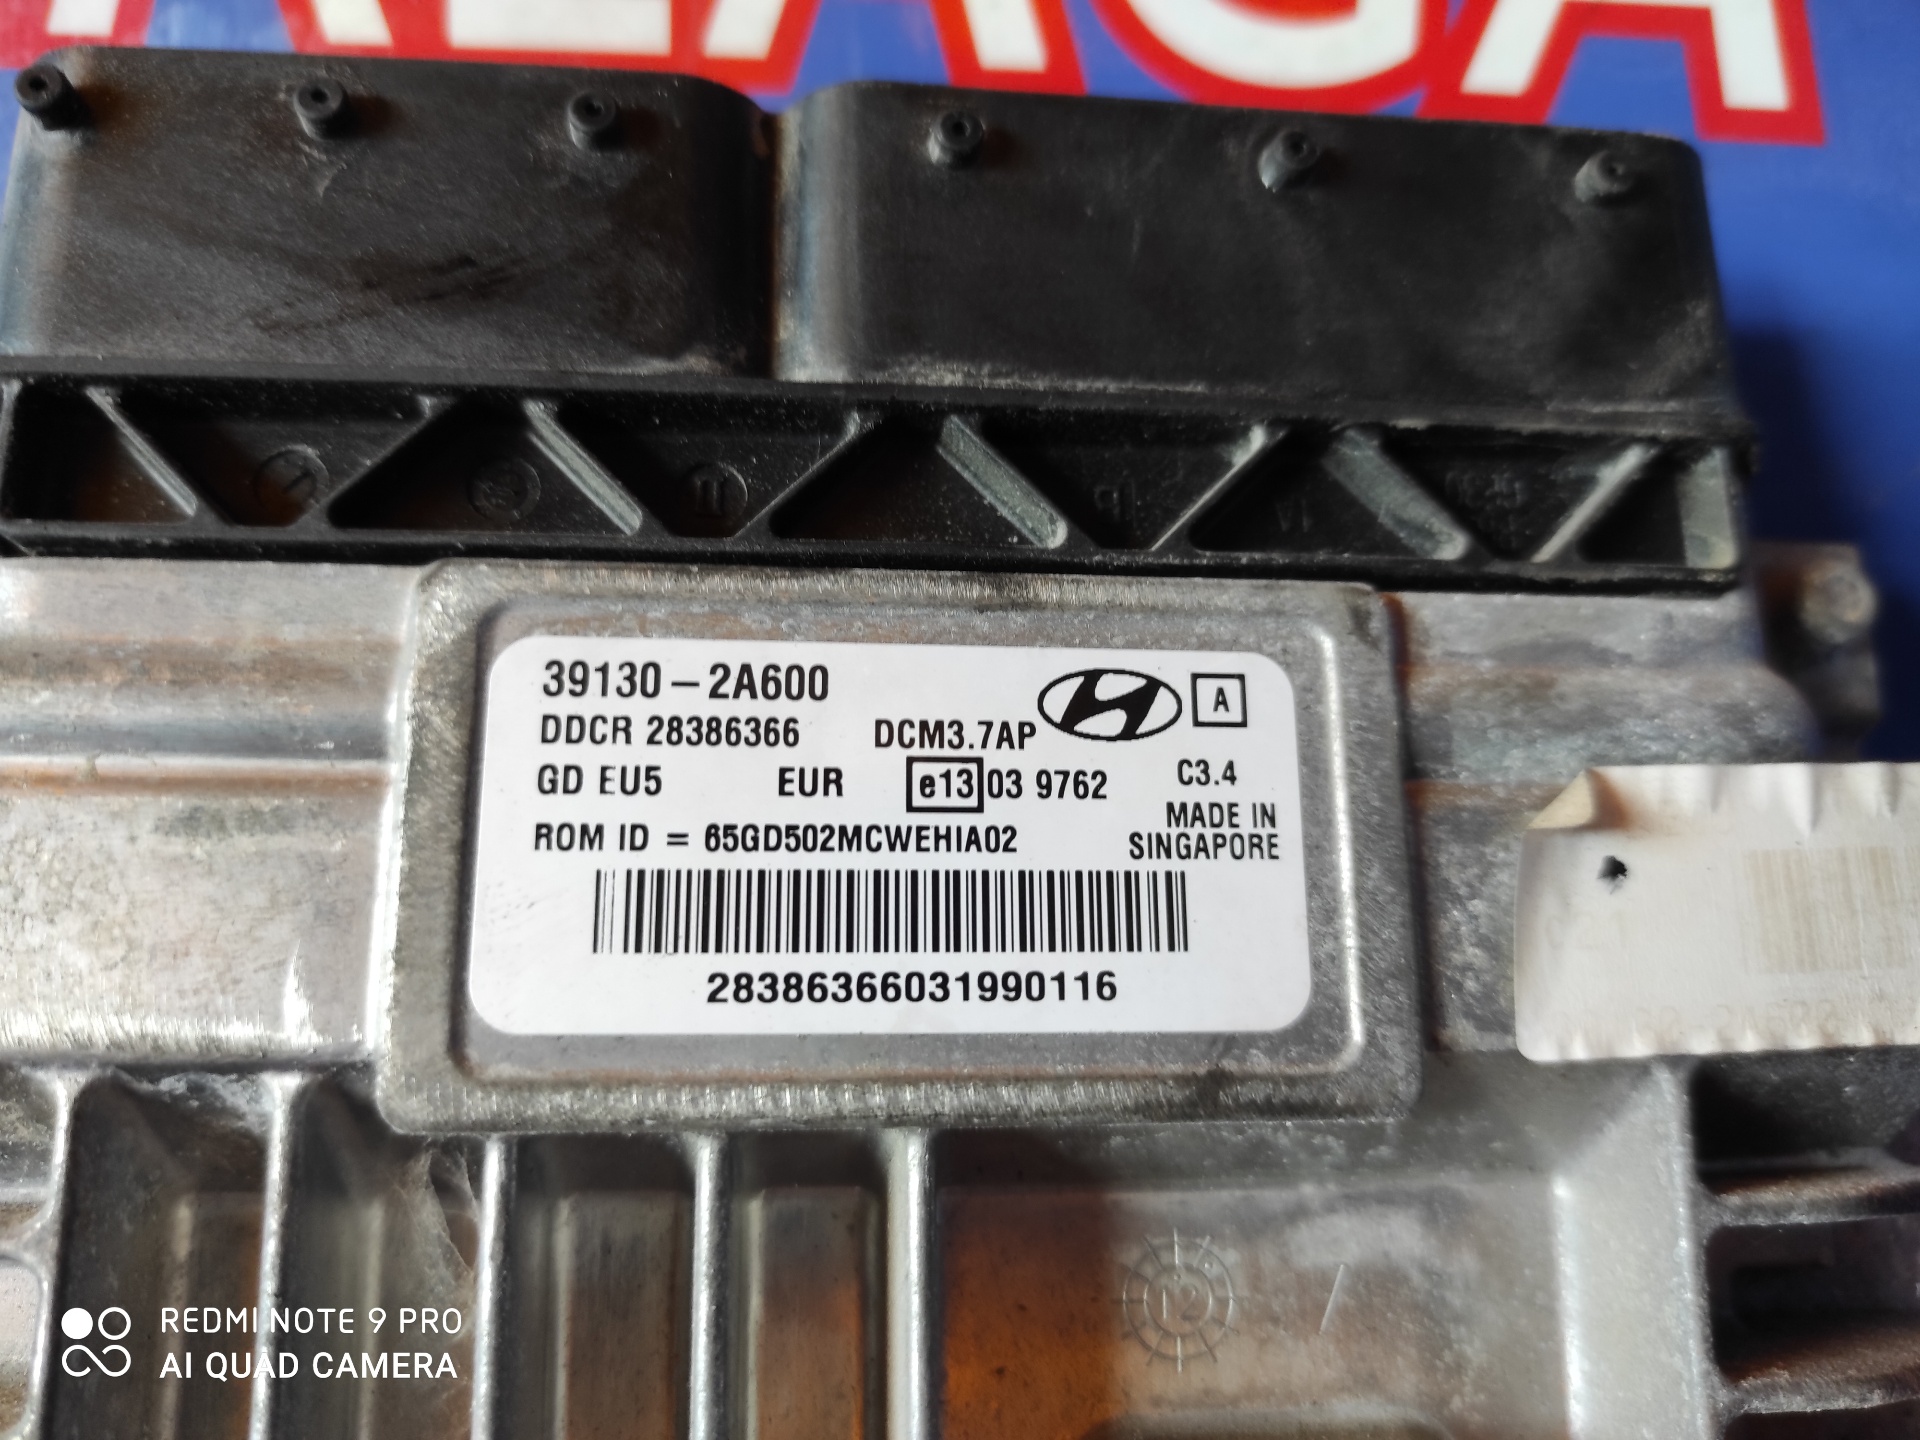 39130-2A600
A
DDCR 28386366 DCM3.7AP
GD EU5 EUR e13 03 9762 C3.4
MADE IN
SINGAPORE
ROM ID = 65GD502MCWEHIA02
28386366031990116
12
REDMI NOTE 9 PRO
AI QUAD CAMERA